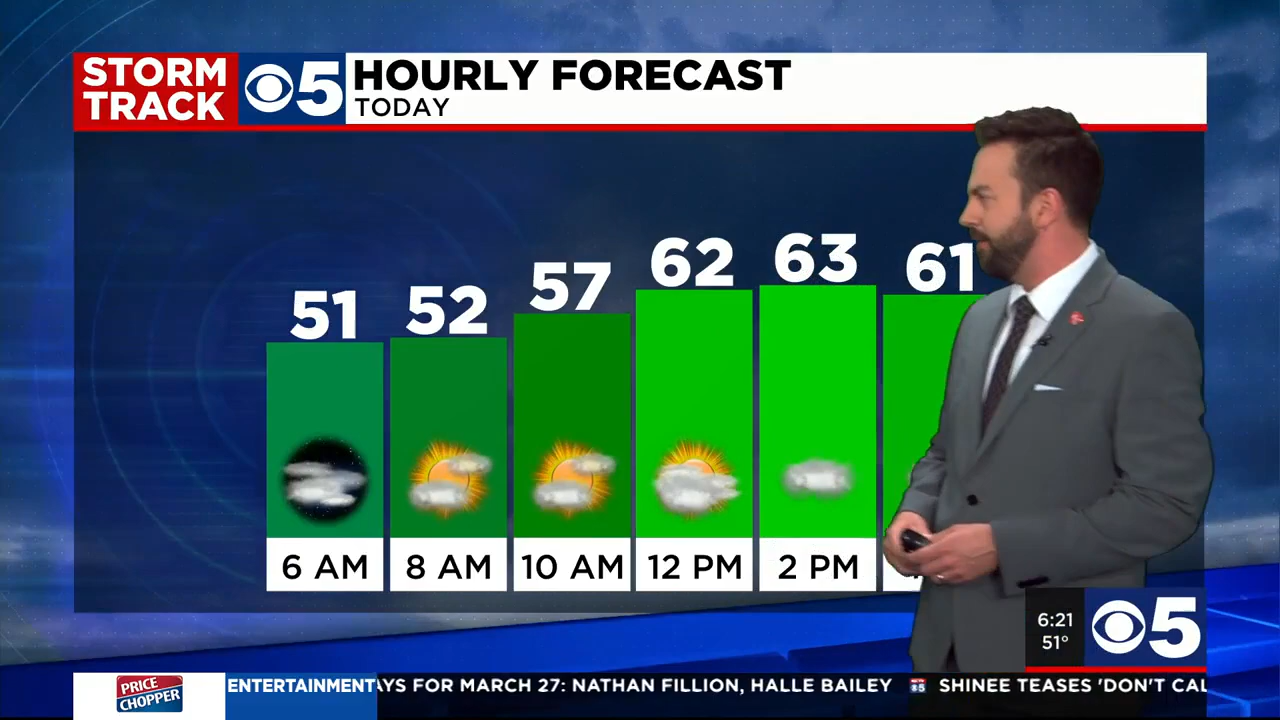 STORM
TRACK
5
HOURLY FORECAST
TODAY
51
52
57
62
63
61
6 AM
8 AM
10 AM
12 PM
2 PM
6:21
51°
5
PRICE
CHOPPER
ENTERTAINMENT
AYS FOR MARCH 27: NATHAN FILLION, HALLE BAILEY
5
SHINEE TEASES 'DON'T CAL